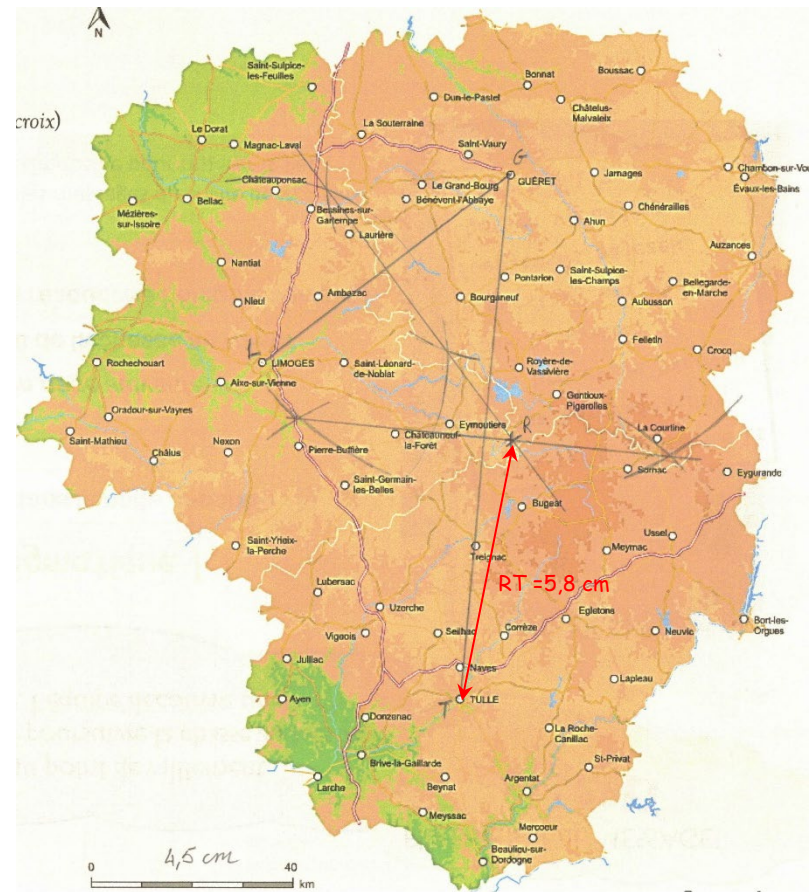 N
croix)
Saint-Sulpice-
les-Feuilles
Bonnat
Boussac
Dun-le-Pastel
Châtelus-
Malvaleix
La Souterraine
Le Dorat
Magnac-Laval
Saint-Vaury
G
Chambon-sur-Vou
Évaux-les-Bains
Châteauponsac
Le Grand-Bourg
GUÉRET
Jarnages
Mézières-
sur-Issoire
Bellac
Bessines-sur-
Gartempe
Bénévent-l'Abbaye
Chénérailles
Laurière
Ahun
Auzances
Nantiat
Pontarion
Saint-Sulpice-
les-Champs
Bellegarde-
en-Marche
Nieul
Ambazac
Bourganeuf
Aubusson
Felletin
Crocq
L
Rochechouart
LIMOGES
Saint-Léonard-
de-Noblat
Royère-de-
Vassivière
Aixe-sur-Vienne
Gentioux-
Pigerolles
Oradour-sur-Vayres
Eymoutiers
R
Saint-Mathieu
Châteauneuf-
la-Forêt
La Courtine
Châlus
Nexon
Pierre-Buffière
Sornac
Eygurande
Saint-Germain-
les-Belles
Bugeat
Ussel
Saint-Yrieix-
la-Perche
Treignac
Meymac
RT =5,8 cm
Lubersac
Uzerche
Egletons
Bort-les-
Orgues
Vigeois
Seilhac
Corrèze
Neuvic
Juillac
Naves
Lapleau
Ayen
T
TULLE
Donzenac
La Roche-
Canillac
Brive-la-Gaillarde
St-Privat
Larche
Beynat
Argentat
Meyssac
Mercoeur
Beaulieu-sur-
Dordogne
4,5 cm
0
40
km